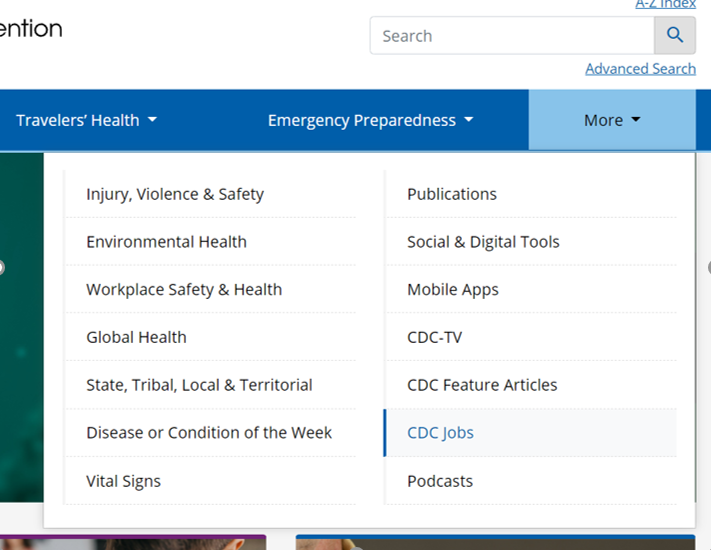 A-Z Index
ention
Search
Advanced Search
Travelers’ Health
Emergency Preparedness
More
Injury, Violence & Safety
Environmental Health
Workplace Safety & Health
Global Health
State, Tribal, Local & Territorial
Disease or Condition of the Week
Vital Signs
Publications
Social & Digital Tools
Mobile Apps
CDC-TV
CDC Feature Articles
CDC Jobs
Podcasts